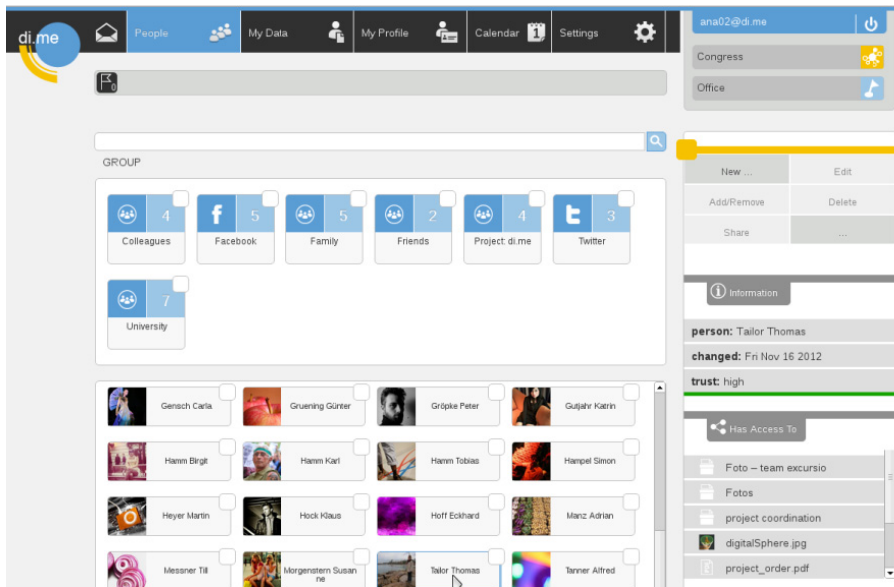 di.me
People
My Data
My Profile
Calendar
1
Settings
ana02@di.me
Congress
Office
0
GROUP
4
Colleagues
f 5
Facebook
5
Family
2
Friends
4
Project: di.me
3
Twitter
7
University
New ...
Edit
Add/Remove
Delete
Share
...
i Information
person: Tailor Thomas
changed: Fri Nov 16 2012
trust: high
Has Access To
Foto – team excursio
Fotos
project coordination
digitalSphere.jpg
project_order.pdf
Gensch Carla
Gruening Günter
Gröpke Peter
Gutjahr Katrin
Hamm Birgit
Hamm Karl
Hamm Tobias
Hampel Simon
Heyer Martin
Hock Klaus
Hoff Eckhard
Manz Adrian
Messner Till
Morgenstern Susan
ne
Tailor Thomas
Tanner Alfred